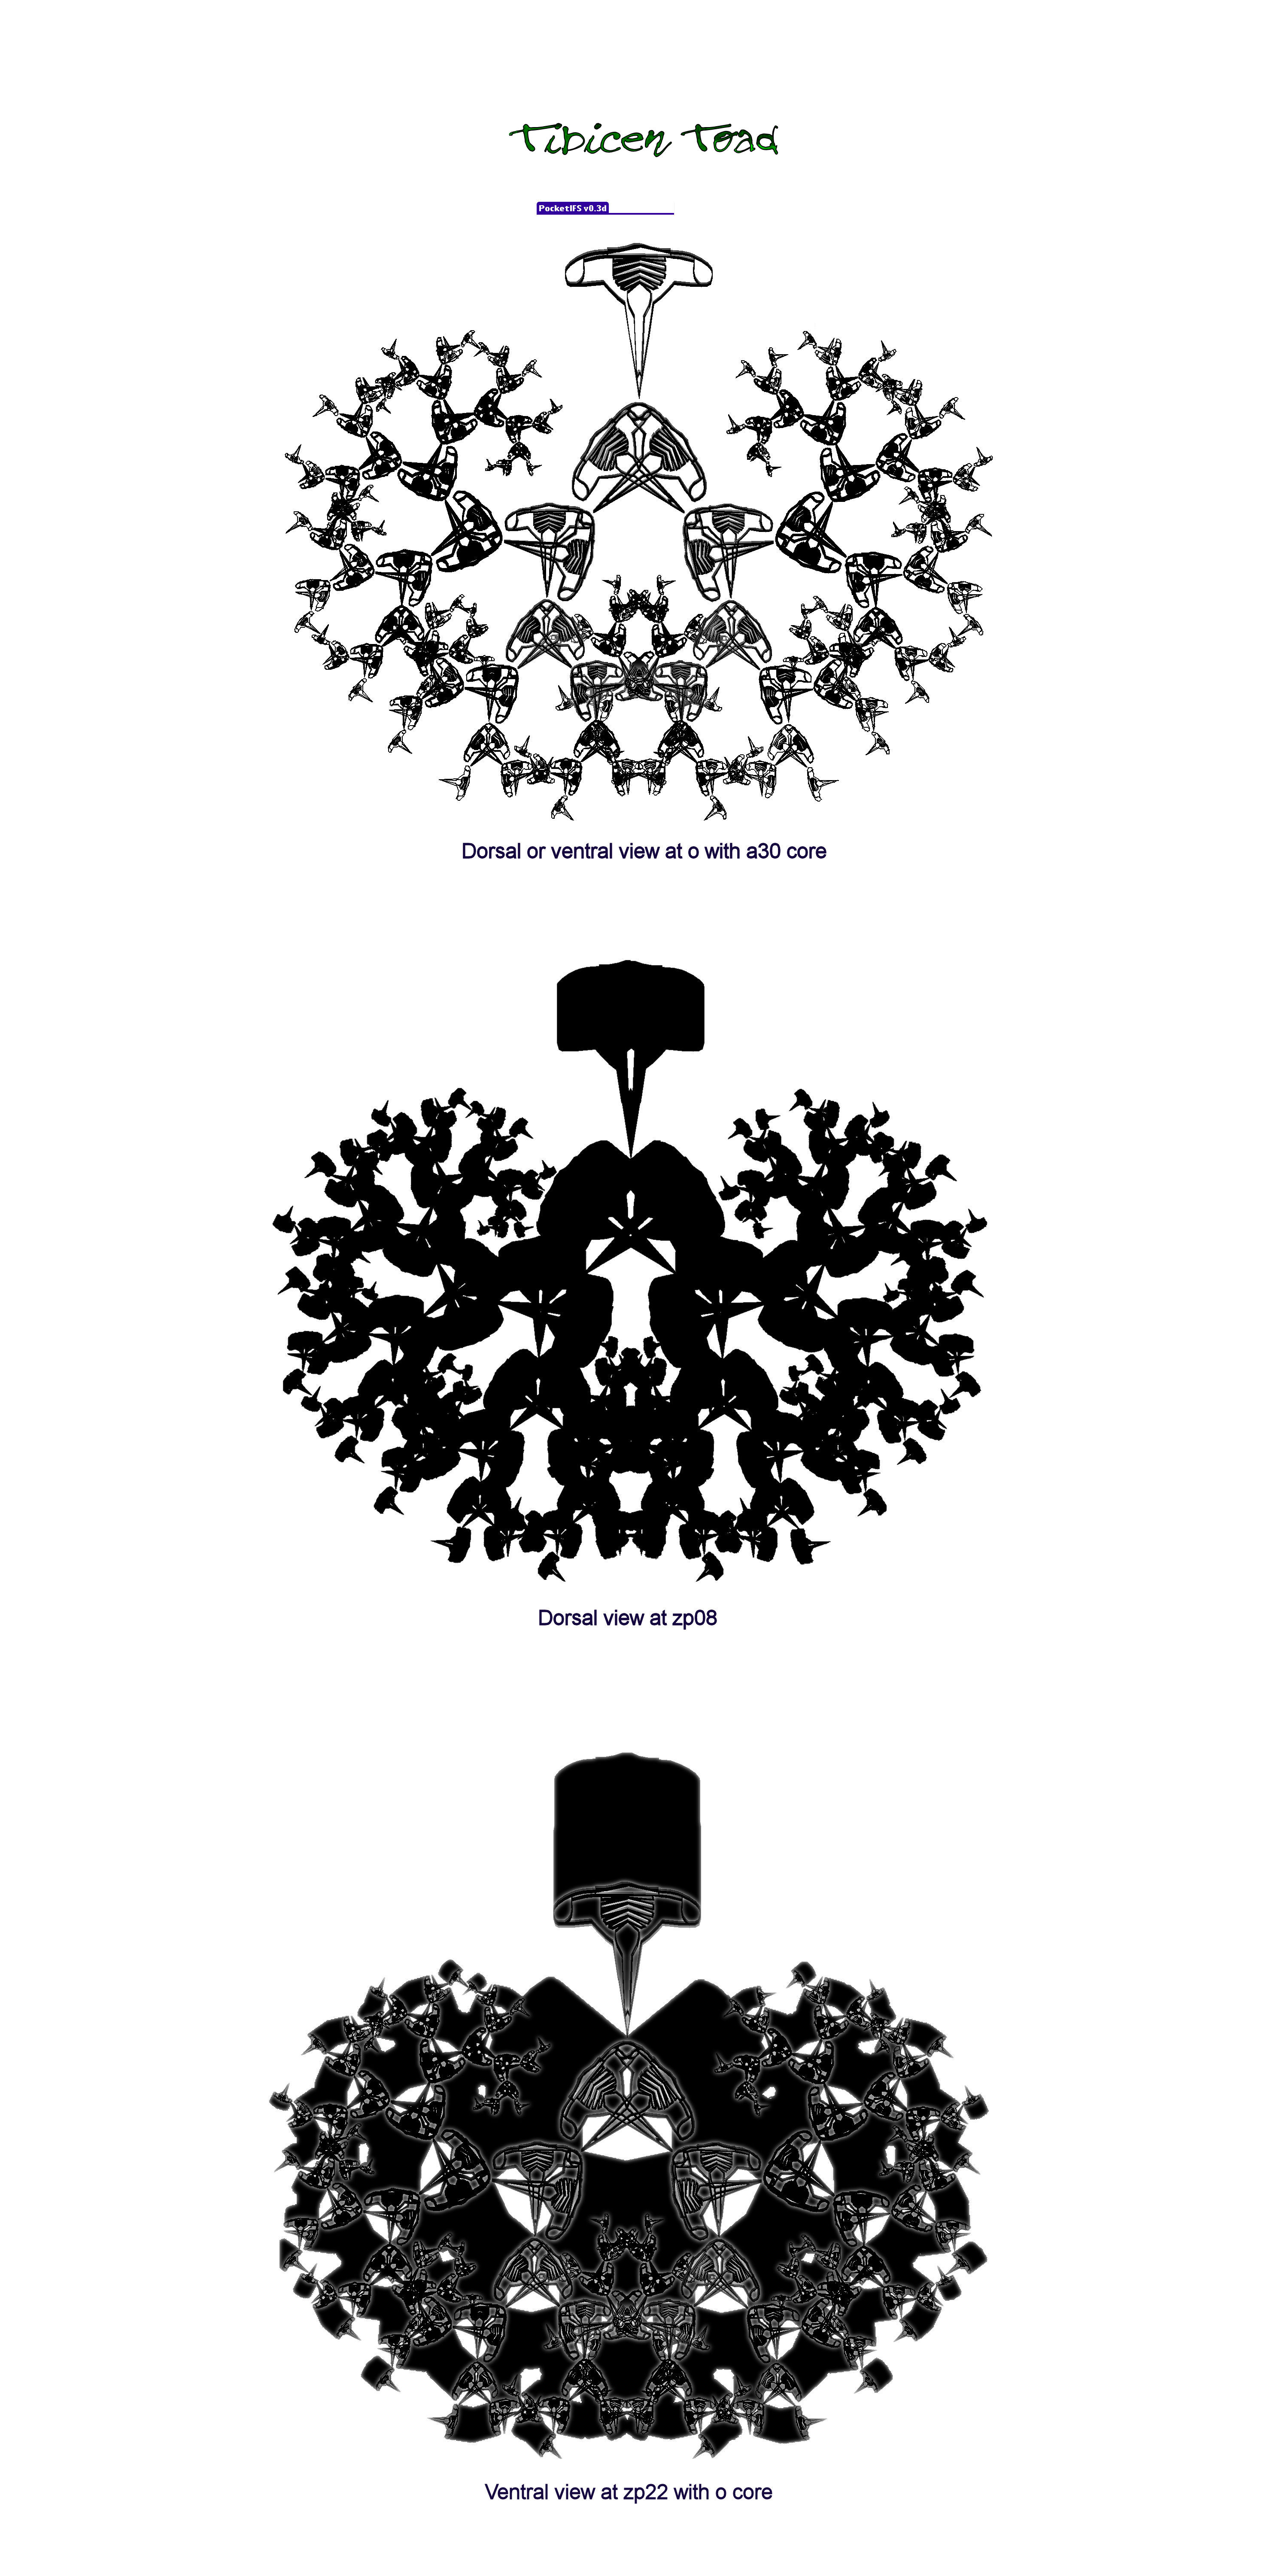 Tibicen Toad
PocketIFS v0.3d
Dorsal or ventral view at o with a30 core
Dorsal view at zp08
Ventral view at zp22 with o core